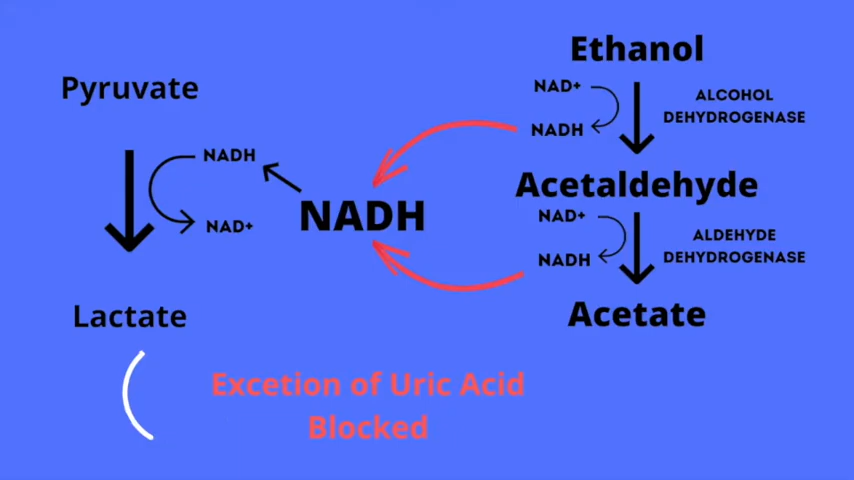 Pyruvate
NADH
NAD+
Lactate
NADH
Ethanol
NAD+
NADH
ALCOHOL
DEHYDROGENASE
Acetaldehyde
NAD+
NADH
ALDEHYDE
DEHYDROGENASE
Acetate
Excetion of Uric Acid
Blocked